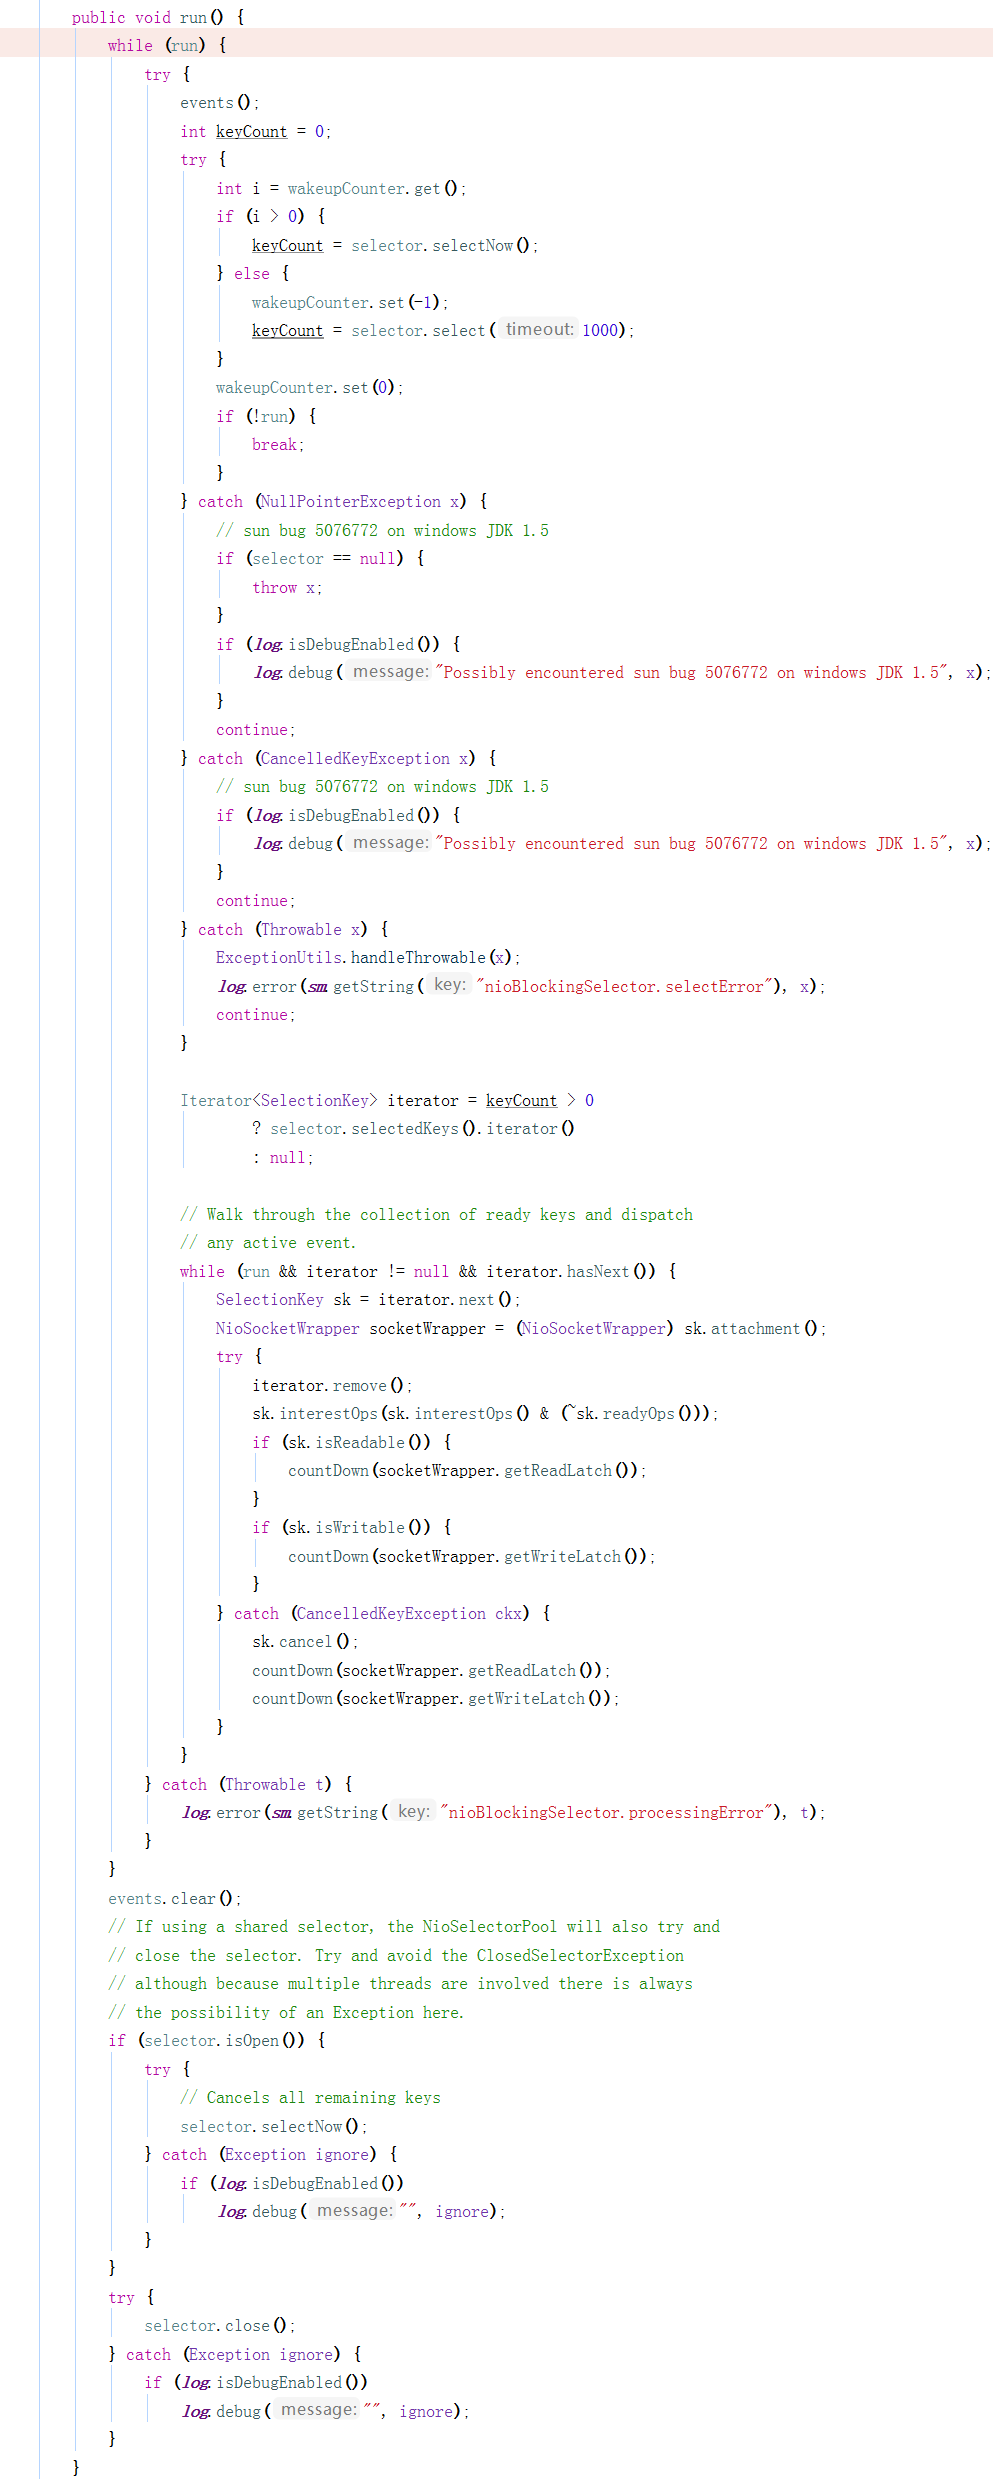 public void run() {
while (run) {
try {
events();
int keyCount = 0;
try {
int i = wakeupCounter.get();
if (i > 0) {
keyCount = selector.selectNow();
} else {
wakeupCounter.set(-1);
keyCount = selector.select( timeout: 1000);
}
wakeupCounter.set(0);
if (!run) {
break;
}
} catch (NullPointerException x) {
// sun bug 5076772 on windows JDK 1.5
if (selector == null) {
throw x;
}
if (log.isDebugEnabled()) {
log.debug( message: "Possibly encountered sun bug 5076772 on windows JDK 1.5", x);
}
continue;
} catch (CancelledKeyException x) {
// sun bug 5076772 on windows JDK 1.5
if (log.isDebugEnabled()) {
log.debug( message: "Possibly encountered sun bug 5076772 on windows JDK 1.5", x);
}
continue;
} catch (Throwable x) {
ExceptionUtils.handleThrowable(x);
log.error(sm.getString( key: "nioBlockingSelector.selectError"), x);
continue;
}
Iterator<SelectionKey> iterator = keyCount > 0
? selector.selectedKeys().iterator()
: null;
// Walk through the collection of ready keys and dispatch
// any active event.
while (run && iterator != null && iterator.hasNext()) {
SelectionKey sk = iterator.next();
NioSocketWrapper socketWrapper = (NioSocketWrapper) sk.attachment();
try {
iterator.remove();
sk.interestOps(sk.interestOps() & (~sk.readyOps()));
if (sk.isReadable()) {
countDown(socketWrapper.getReadLatch());
}
if (sk.isWritable()) {
countDown(socketWrapper.getWriteLatch());
}
} catch (CancelledKeyException ckx) {
sk.cancel();
countDown(socketWrapper.getReadLatch());
countDown(socketWrapper.getWriteLatch());
}
}
} catch (Throwable t) {
log.error(sm.getString( key: "nioBlockingSelector.processingError"), t);
}
}
events.clear();
// If using a shared selector, the NioSelectorPool will also try and
// close the selector. Try and avoid the ClosedSelectorException
// although because multiple threads are involved there is always
// the possibility of an Exception here.
if (selector.isOpen()) {
try {
// Cancels all remaining keys
selector.selectNow();
} catch (Exception ignore) {
if (log.isDebugEnabled())
log.debug( message: "", ignore);
}
}
try {
selector.close();
} catch (Exception ignore) {
if (log.isDebugEnabled())
log.debug( message: "", ignore);
}
}